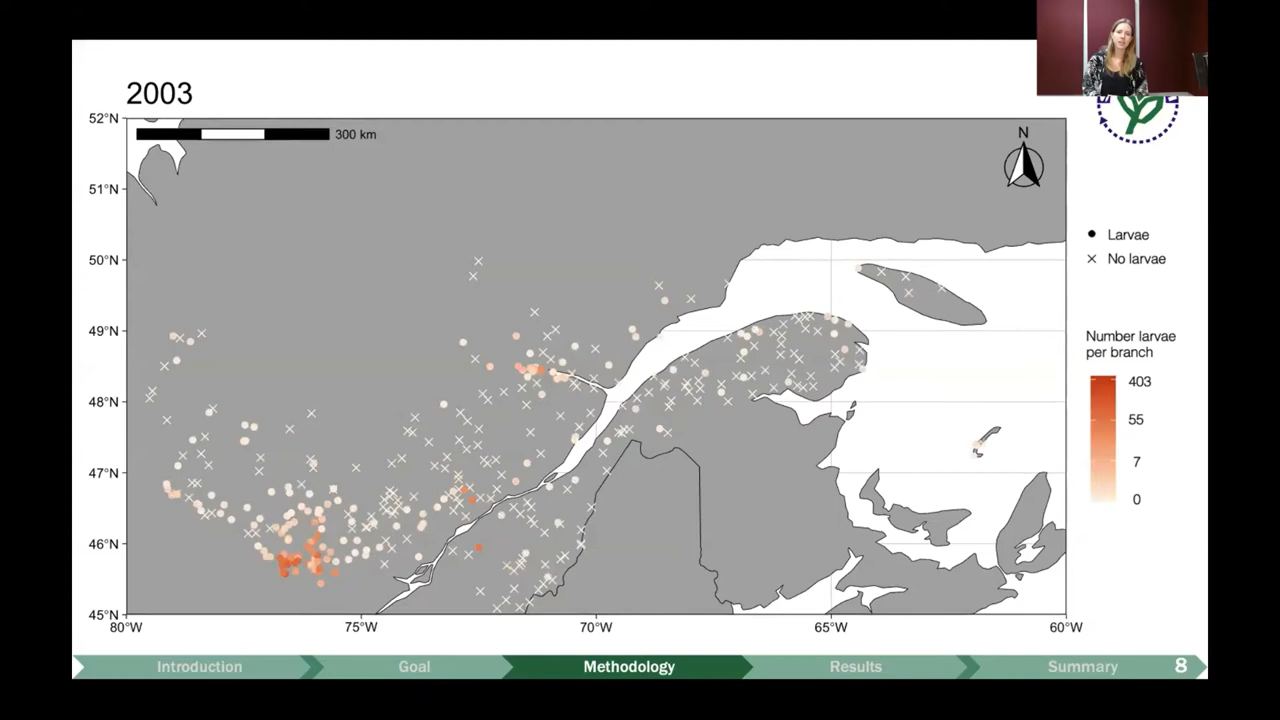 2003
52°N
300 km
N
51°N
50°N
49°N
48°N
47°N
46°N
45°N
80°W
75°W
70°W
65°W
60°W
Larvae
No larvae
Number larvae
per branch
403
55
7
0
Introduction
Goal
Methodology
Results
Summary
8